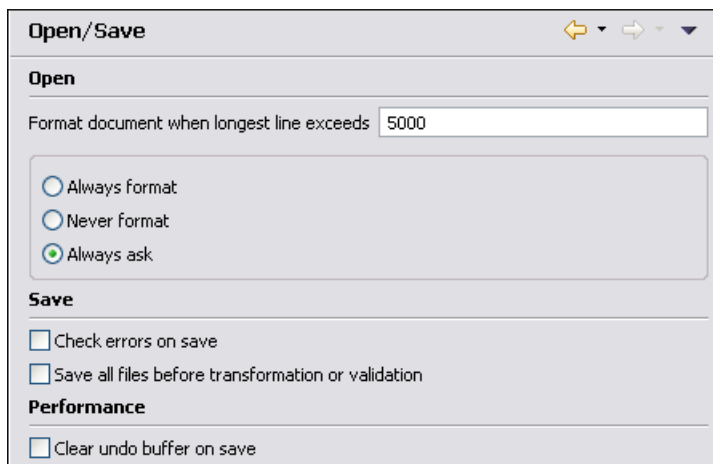 Open/Save
Open
Format document when longest line exceeds 5000
Always format
Never format
Always ask
Save
Check errors on save
Save all files before transformation or validation
Performance
Clear undo buffer on save